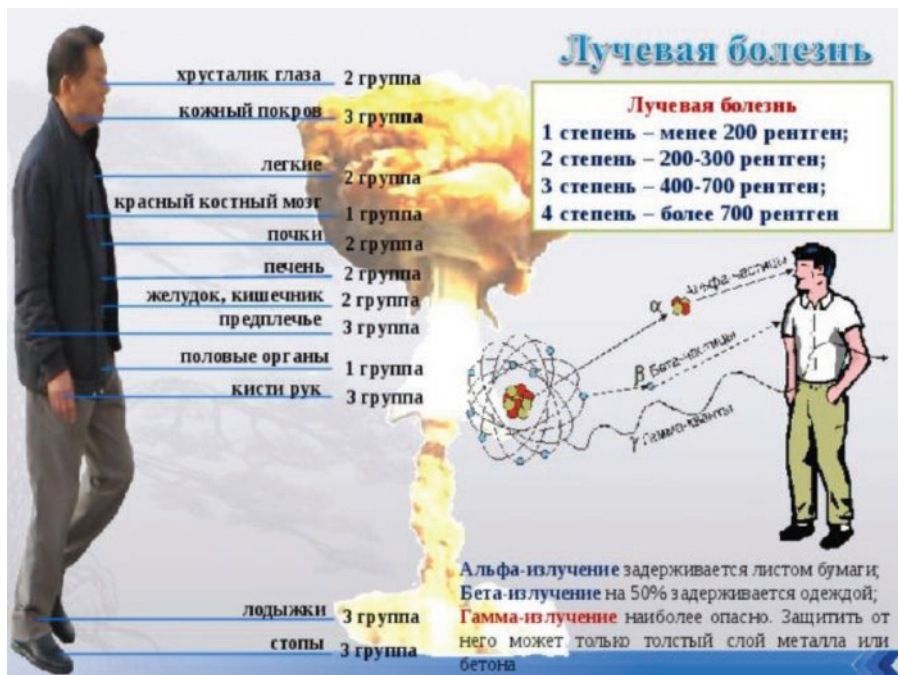 Лучевая болезнь
хрусталик глаза 2 группа
кожный покров 3 группа
легкие 2 группа
красный костный мозг 1 группа
почки 2 группа
печень 2 группа
желудок, кишечник 2 группа
предплечье 3 группа
половые органы 1 группа
кисти рук 3 группа
лодыжки 3 группа
стопы 3 группа
Лучевая болезнь
1 степень – менее 200 рентген;
2 степень – 200-300 рентген;
3 степень – 400-700 рентген;
4 степень – более 700 рентген
α Альфа-частицы
β Бета-частицы
γ Гамма-кванты
Альфа-излучение задерживается листом бумаги;
Бета-излучение на 50% задерживается одеждой;
Гамма-излучение наиболее опасно. Защитить от
него может только толстый слой металла или
бетона